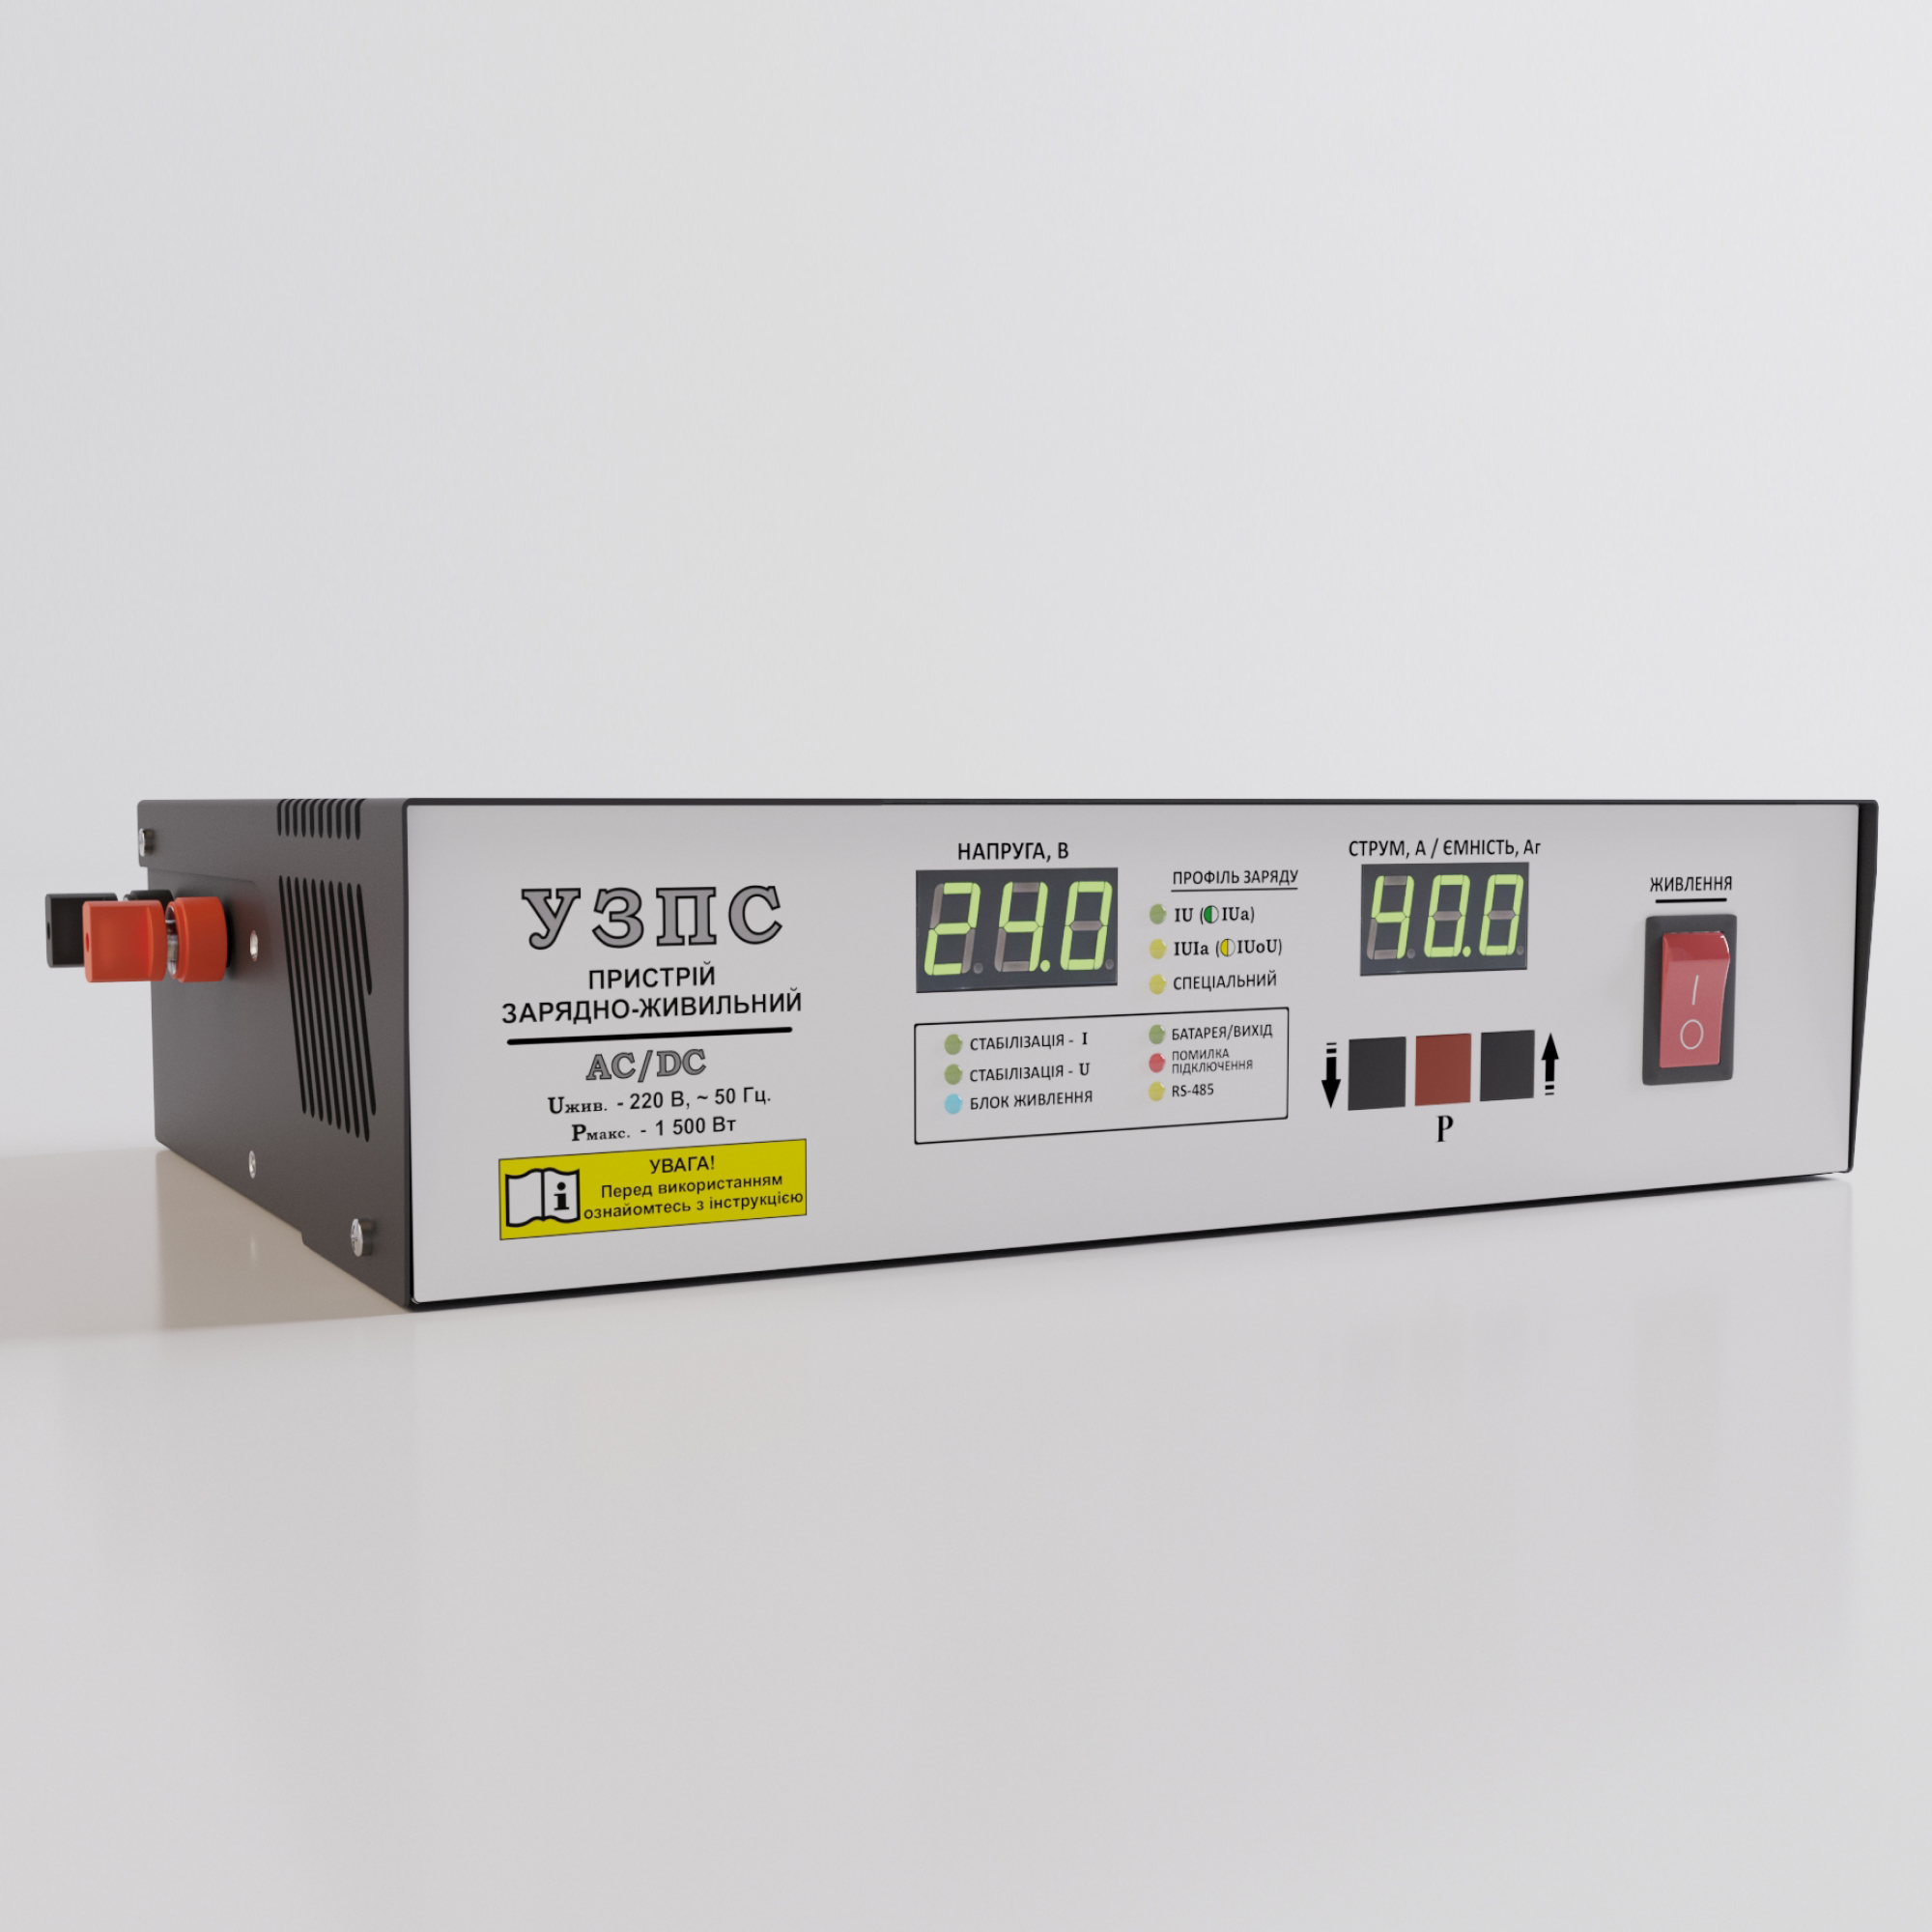 УЗПС
ПРИСТРІЙ
ЗАРЯДНО-ЖИВИЛЬНИЙ
AC/DC
Uжив. - 220 В, ~ 50 Гц.
Pмакс. - 1 500 Вт
УВАГА!
Перед використанням
ознайомтесь з інструкцією
НАПРУГА, В
24.0
ПРОФІЛЬ ЗАРЯДУ
IU (IUa)
IUIa (IUoU)
СПЕЦІАЛЬНИЙ
СТАБІЛІЗАЦІЯ - I
СТАБІЛІЗАЦІЯ - U
БЛОК ЖИВЛЕННЯ
БАТАРЕЯ/ВИХІД
ПОМИЛКА
ПІДКЛЮЧЕННЯ
RS-485
СТРУМ, А / ЄМНІСТЬ, Аг
40.0
P
ЖИВЛЕННЯ